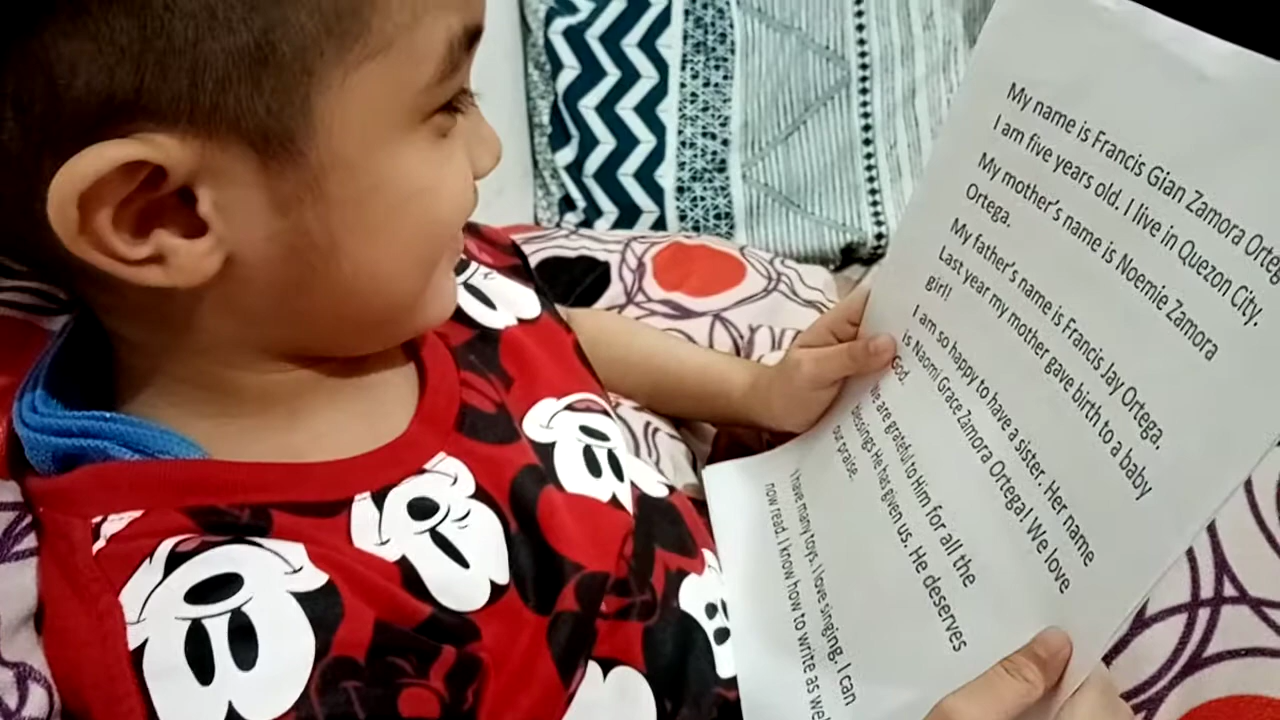 My name is Francis Gian Zamora Orteg
I am five years old. I live in Quezon City.
My mother's name is Noemie Zamora
Ortega.
My father's name is Francis Jay Ortega.
Last year my mother gave birth to a baby
girl!
I am so happy to have a sister. Her name
is Naomi Grace Zamora Ortega! We love
God.
We are grateful to Him for all the
blessings He has given us. He deserves
our praise.
I have many toys. I love singing. I can
now read. I know how to write as wel